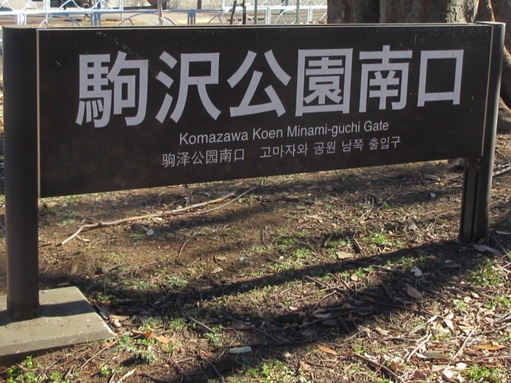 駒沢公園南口
Komazawa Koen Minami-guchi Gate
驹泽公园南口 고마자와 공원 남쪽 출입구